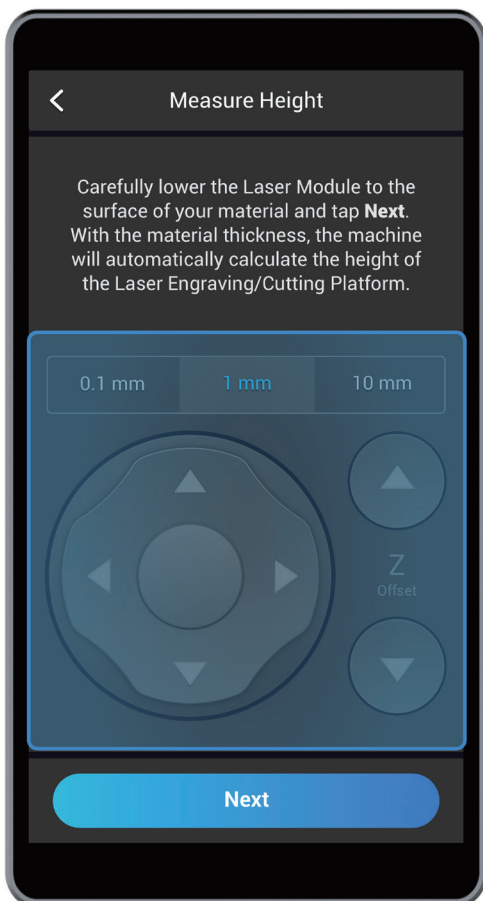 Measure Height
Carefully lower the Laser Module to the
surface of your material and tap Next.
With the material thickness, the machine
will automatically calculate the height of
the Laser Engraving/Cutting Platform.
0.1 mm 1 mm 10 mm
Z
Offset
Next